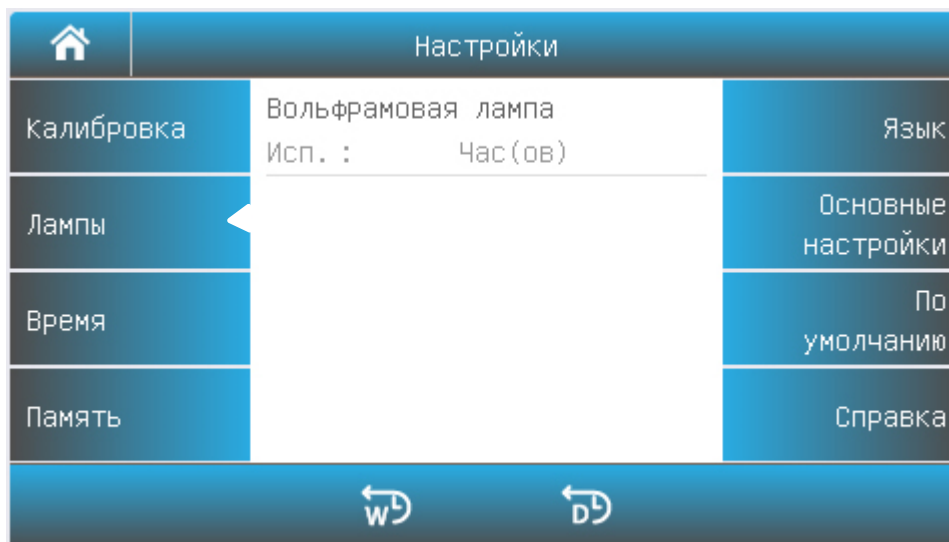 Настройки
Калибровка
Лампы
Время
Память
Вольфрамовая лампа
Исп.: Час(ов)
Язык
Основные
настройки
По
умолчанию
Справка
W
D